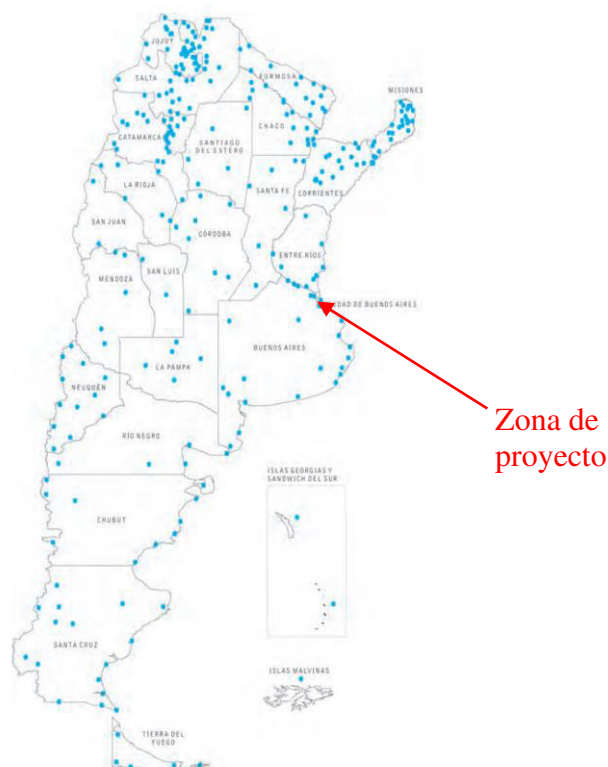 JUJUY
SALTA
FORMOSA
MISIONES
CHACO
CATAMARCA
SANTIAGO
DEL ESTERO
LA RIOJA
SANTA FE
CORRIENTES
SAN JUAN
CÓRDOBA
ENTRE RÍOS
MENDOZA
SAN LUIS
DAD DE BUENOS AIRES
BUENOS AIRES
LA PAMPA
NEUQUÉN
Zona de
proyecto
RÍO NEGRO
ISLAS GEORGIAS Y
SANDWICH DEL SUR
CHUBUT
SANTA CRUZ
ISLAS MALVINAS
TIERRA DEL
FUEGO